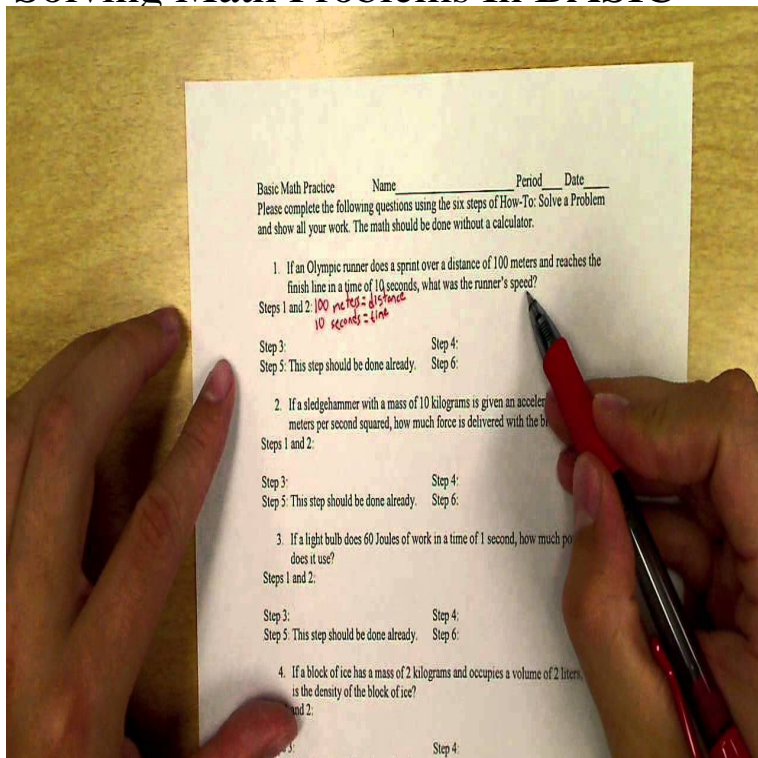 Solving Math Problems in BASIC
Basic Math Practice Name____________________ Period____ Date_____
Please complete the following questions using the six steps of How-To: Solve a Problem
and show all your work. The math should be done without a calculator.
1. If an Olympic runner does a sprint over a distance of 100 meters and reaches the
finish line in a time of 10 seconds, what was the runner's speed?
Steps 1 and 2: 100 meters = distance
10 seconds = time
Step 3: Step 4:
Step 5: This step should be done already. Step 6:
2. If a sledgehammer with a mass of 10 kilograms is given an
meters per second squared, how much force is delivered with the
Steps 1 and 2:
Step 3: Step 4:
Step 5: This step should be done already. Step 6:
3. If a light bulb does 60 Joules of work in a time of 1 second, how much
does it use?
Steps 1 and 2:
Step 3: Step 4:
Step 5: This step should be done already. Step 6:
4. If a block of ice has a mass of 2 kilograms and occupies a volume of 2 liters,
is the density of the block of ice?
and 2:
3: Step 4: